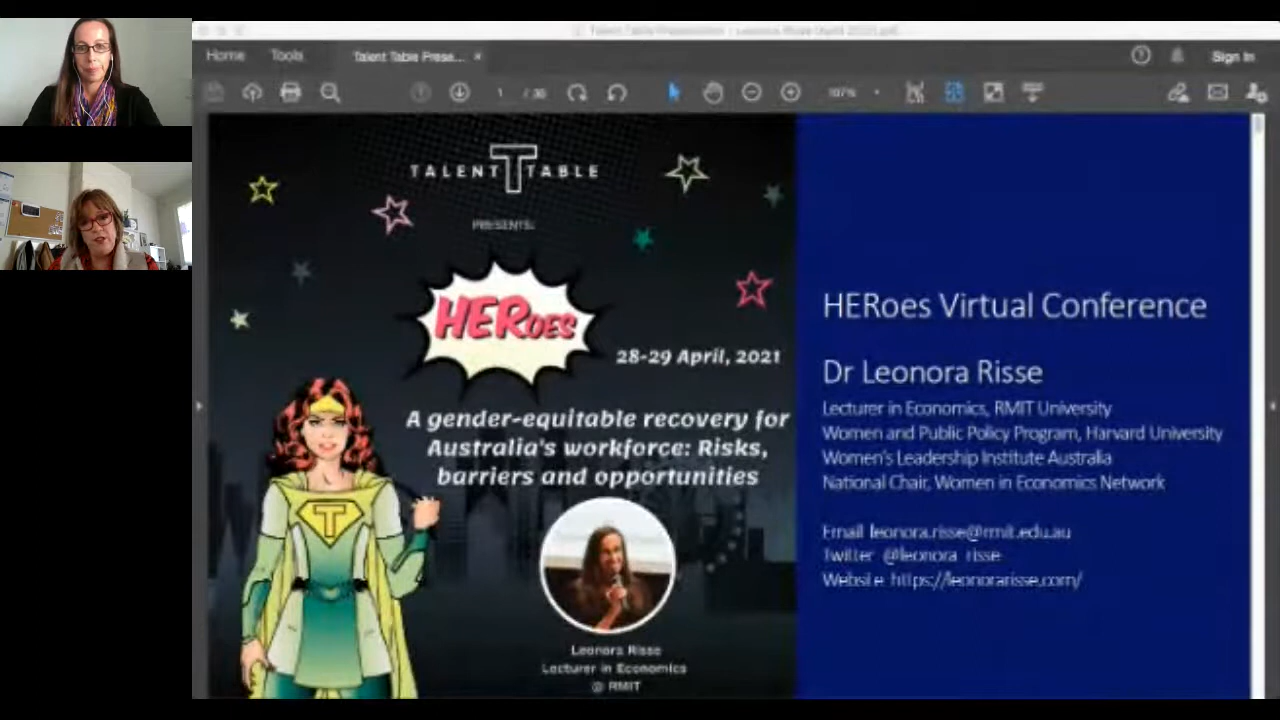 Home Tools Talent Table Prese... × Sign In
1 / 36 107%
TALENT T TABLE
PRESENTS:
HEROES
28-29 April, 2021
A gender-equitable recovery for
Australia's workforce: Risks,
barriers and opportunities
Leonora Risse
Lecturer in Economics
@ RMIT
T
HERoes Virtual Conference
Dr Leonora Risse
Lecturer in Economics, RMIT University
Women and Public Policy Program, Harvard University
Women's Leadership Institute Australia
National Chair, Women in Economics Network
Email leonora.risse@rmit.edu.au
Twitter @leonora_risse
Website https://leonorarisse.com/